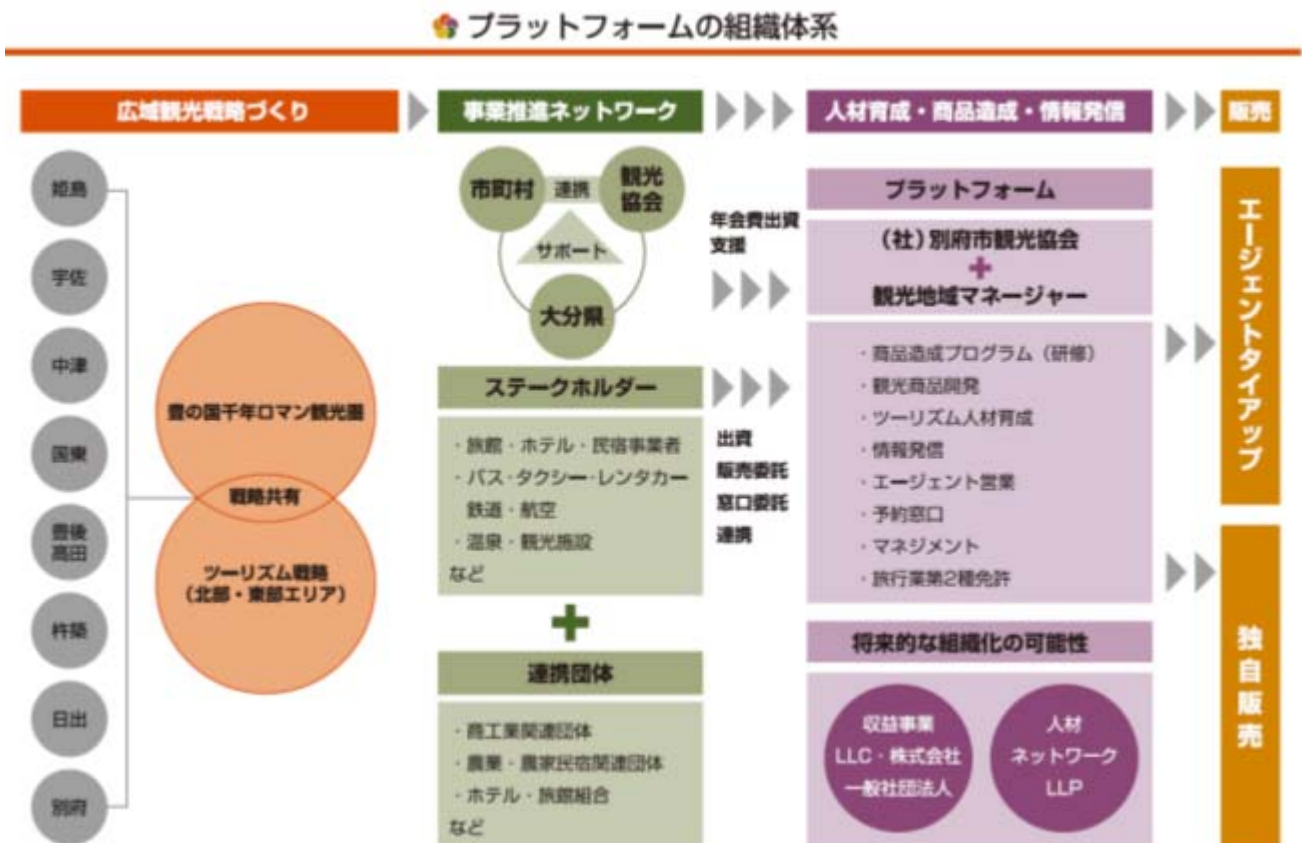 プラットフォームの組織体系
広域観光戦略づくり
姫島
宇佐
中津
国東
豊後
高田
杵築
日出
別府
豊の国千年ロマン観光圏
戦略共有
ツーリズム戦略
(北部・東部エリア)
事業推進ネットワーク
市町村
連携
観光
協会
サポート
大分県
ステークホルダー
・旅館・ホテル・民宿事業者
・バス・タクシー・レンタカー
鉄道・航空
・温泉・観光施設
など
連携団体
・商工業関連団体
・農業・農家民宿関連団体
・ホテル・旅館組合
など
年会費出資
支援
出資
販売委託
窓口委託
連携
人材育成・商品造成・情報発信
プラットフォーム
(社)別府市観光協会
+
観光地域マネージャー
・商品造成プログラム(研修)
・観光商品開発
・ツーリズム人材育成
・情報発信
・エージェント営業
・予約窓口
・マネジメント
・旅行業第2種免許
将来的な組織化の可能性
収益事業
LLC・株式会社
一般社団法人
人材
ネットワーク
LLP
販売
エージェントタイアップ
独自販売